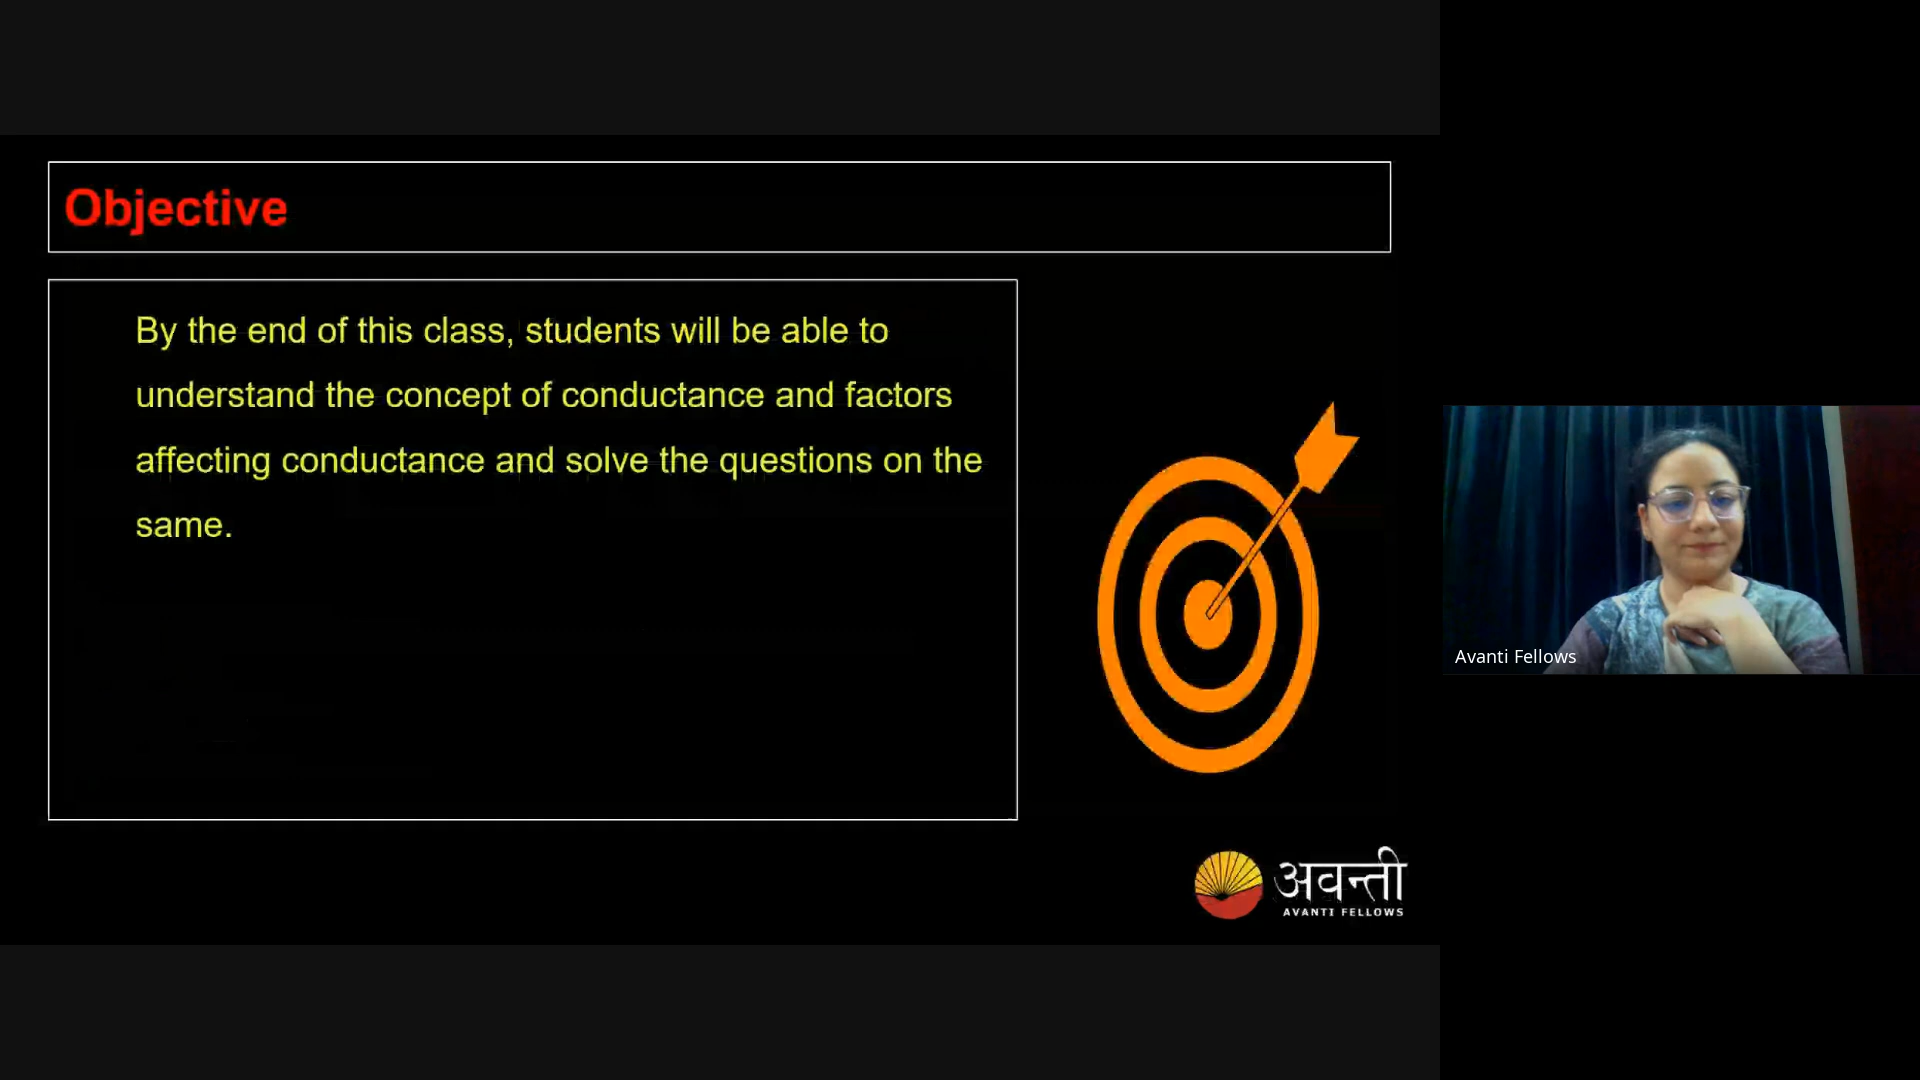 Objective
By the end of this class, students will be able to
understand the concept of conductance and factors
affecting conductance and solve the questions on the
same.
Avanti Fellows
अवन्ती
AVANTI FELLOWS